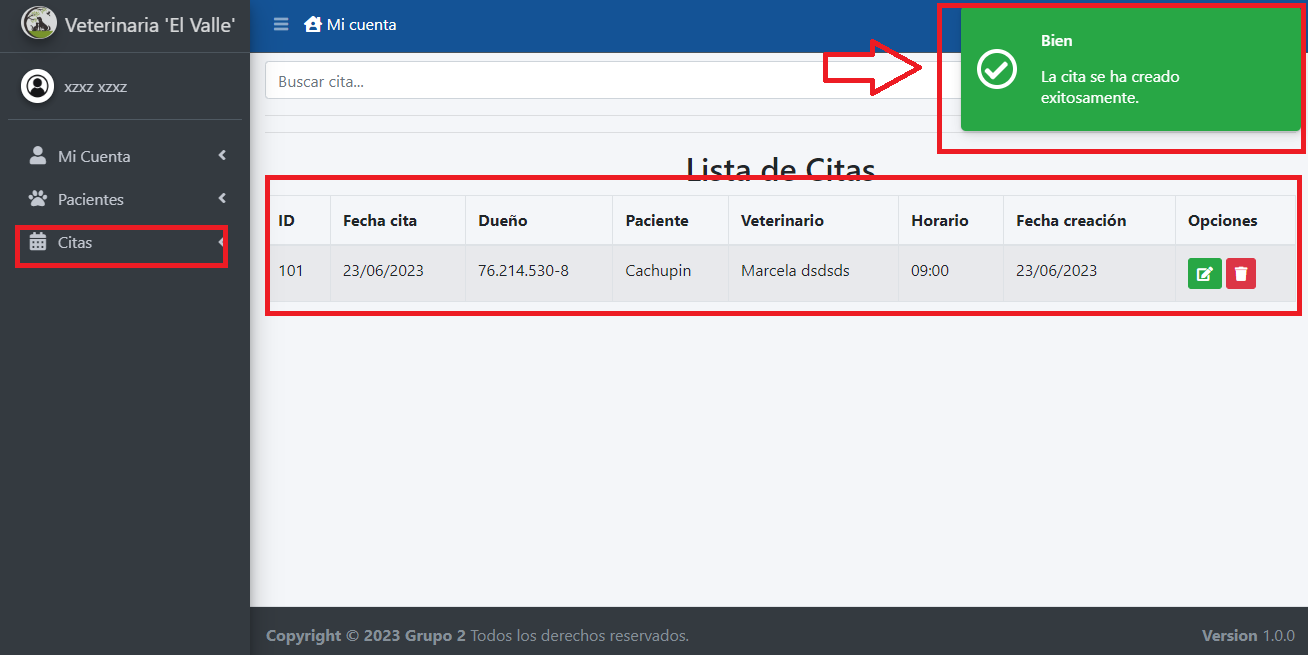 Veterinaria 'El Valle'
Mi cuenta
xzxz xzxz
Mi Cuenta
Pacientes
Citas
Buscar cita...
Bien
La cita se ha creado
exitosamente.
Lista de Citas
ID Fecha cita Dueño Paciente Veterinario Horario Fecha creación Opciones
101 23/06/2023 76.214.530-8 Cachupin Marcela dsdsds 09:00 23/06/2023
Copyright © 2023 Grupo 2 Todos los derechos reservados.
Version 1.0.0